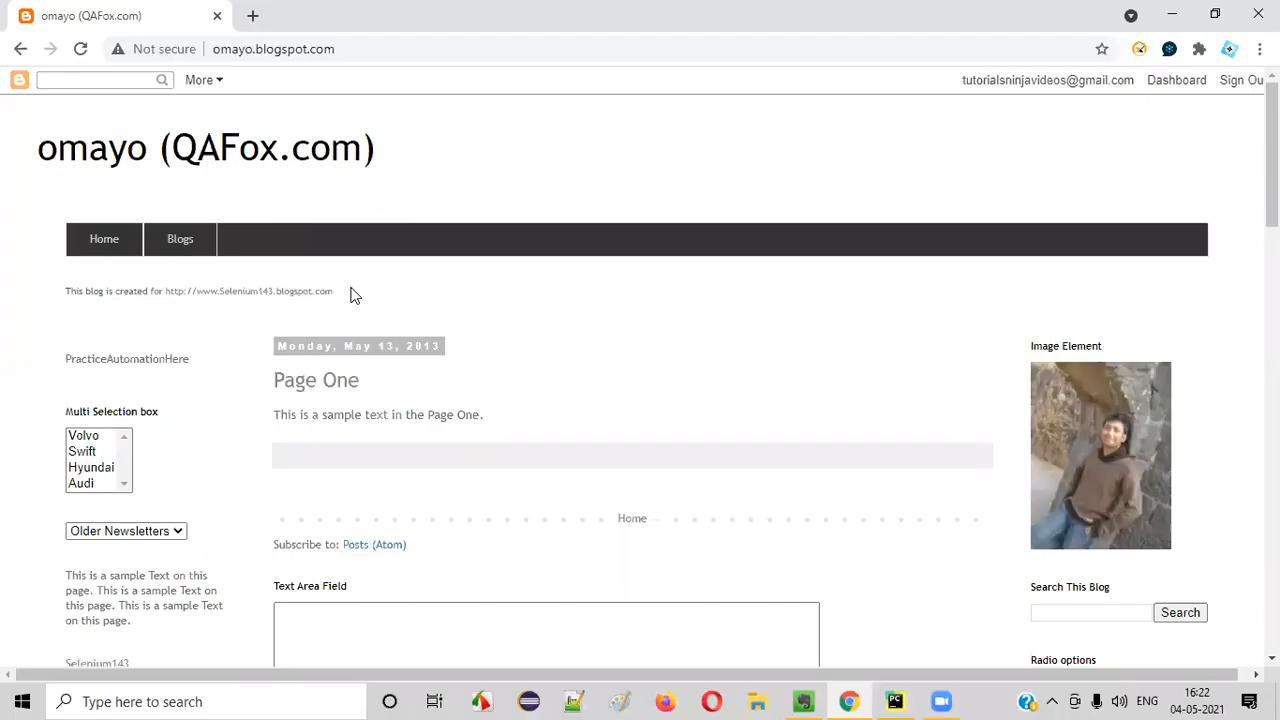 omayo (QAFox.com)
Not secure
omayo.blogspot.com
More
tutorialsninjavideos@gmail.com
Dashboard
Sign Ou
omayo (QAFox.com)
Home
Blogs
This blog is created for http://www.Selenium143.blogspot.com
PracticeAutomationHere
Multi Selection box
Volvo
Swift
Hyundai
Audi
Older Newsletters
This is a sample Text on this
page. This is a sample Text on
this page. This is a sample Text
on this page.
Selenium143
Monday, May 13, 2013
Page One
This is a sample text in the Page One.
Home
Subscribe to: Posts (Atom)
Text Area Field
Image Element
Search This Blog
Search
Radio options
Type here to search
PC
ENG
16:22
04-05-2021